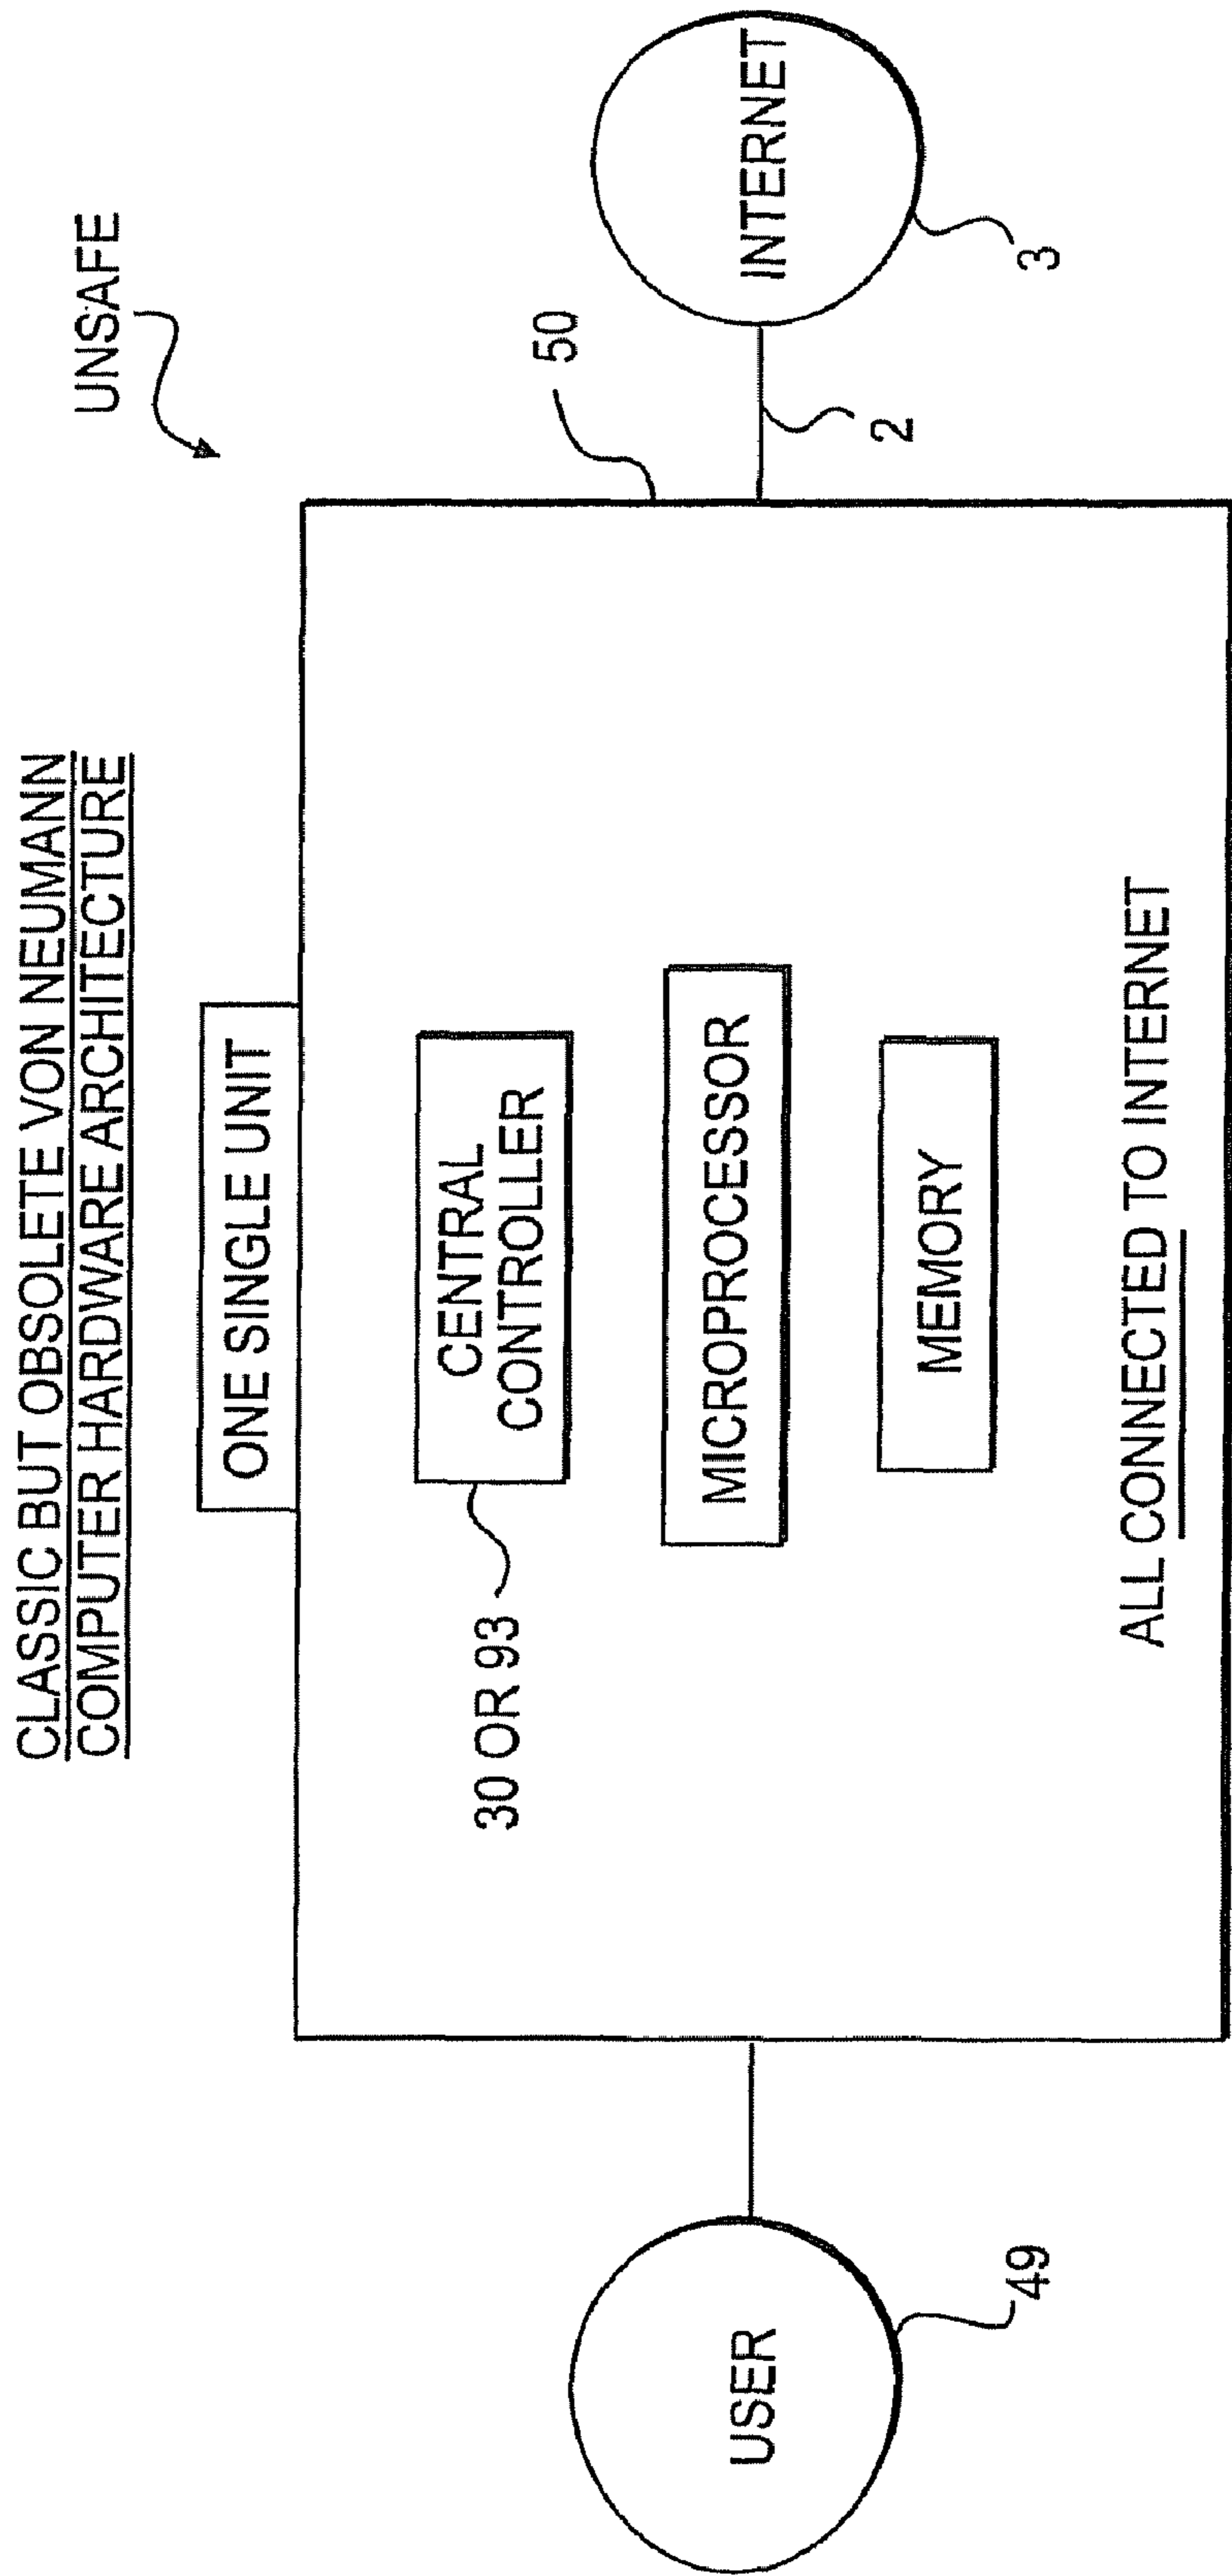 CLASSIC BUT OBSOLETE VON NEUMANN
COMPUTER HARDWARE ARCHITECTURE
UNSAFE
ONE SINGLE UNIT
50
30 OR 93
CENTRAL
CONTROLLER
USER
MICROPROCESSOR
INTERNET
2
MEMORY
49
3
ALL CONNECTED TO INTERNET